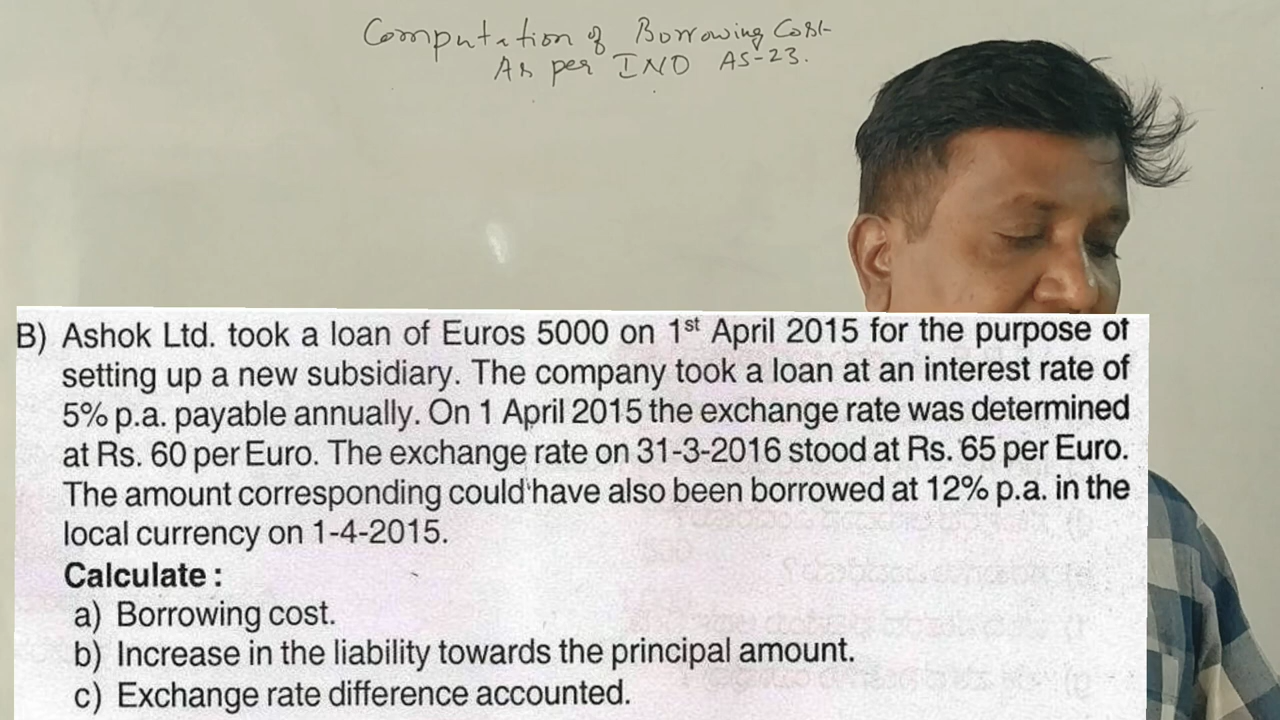 Computation of Borrowing Cost
As per IND AS-23.
B) Ashok Ltd. took a loan of Euros 5000 on 1st April 2015 for the purpose of
setting up a new subsidiary. The company took a loan at an interest rate of
5% p.a. payable annually. On 1 April 2015 the exchange rate was determined
at Rs. 60 per Euro. The exchange rate on 31-3-2016 stood at Rs. 65 per Euro.
The amount corresponding could have also been borrowed at 12% p.a. in the
local currency on 1-4-2015.
Calculate :
a) Borrowing cost.
b) Increase in the liability towards the principal amount.
c) Exchange rate difference accounted.